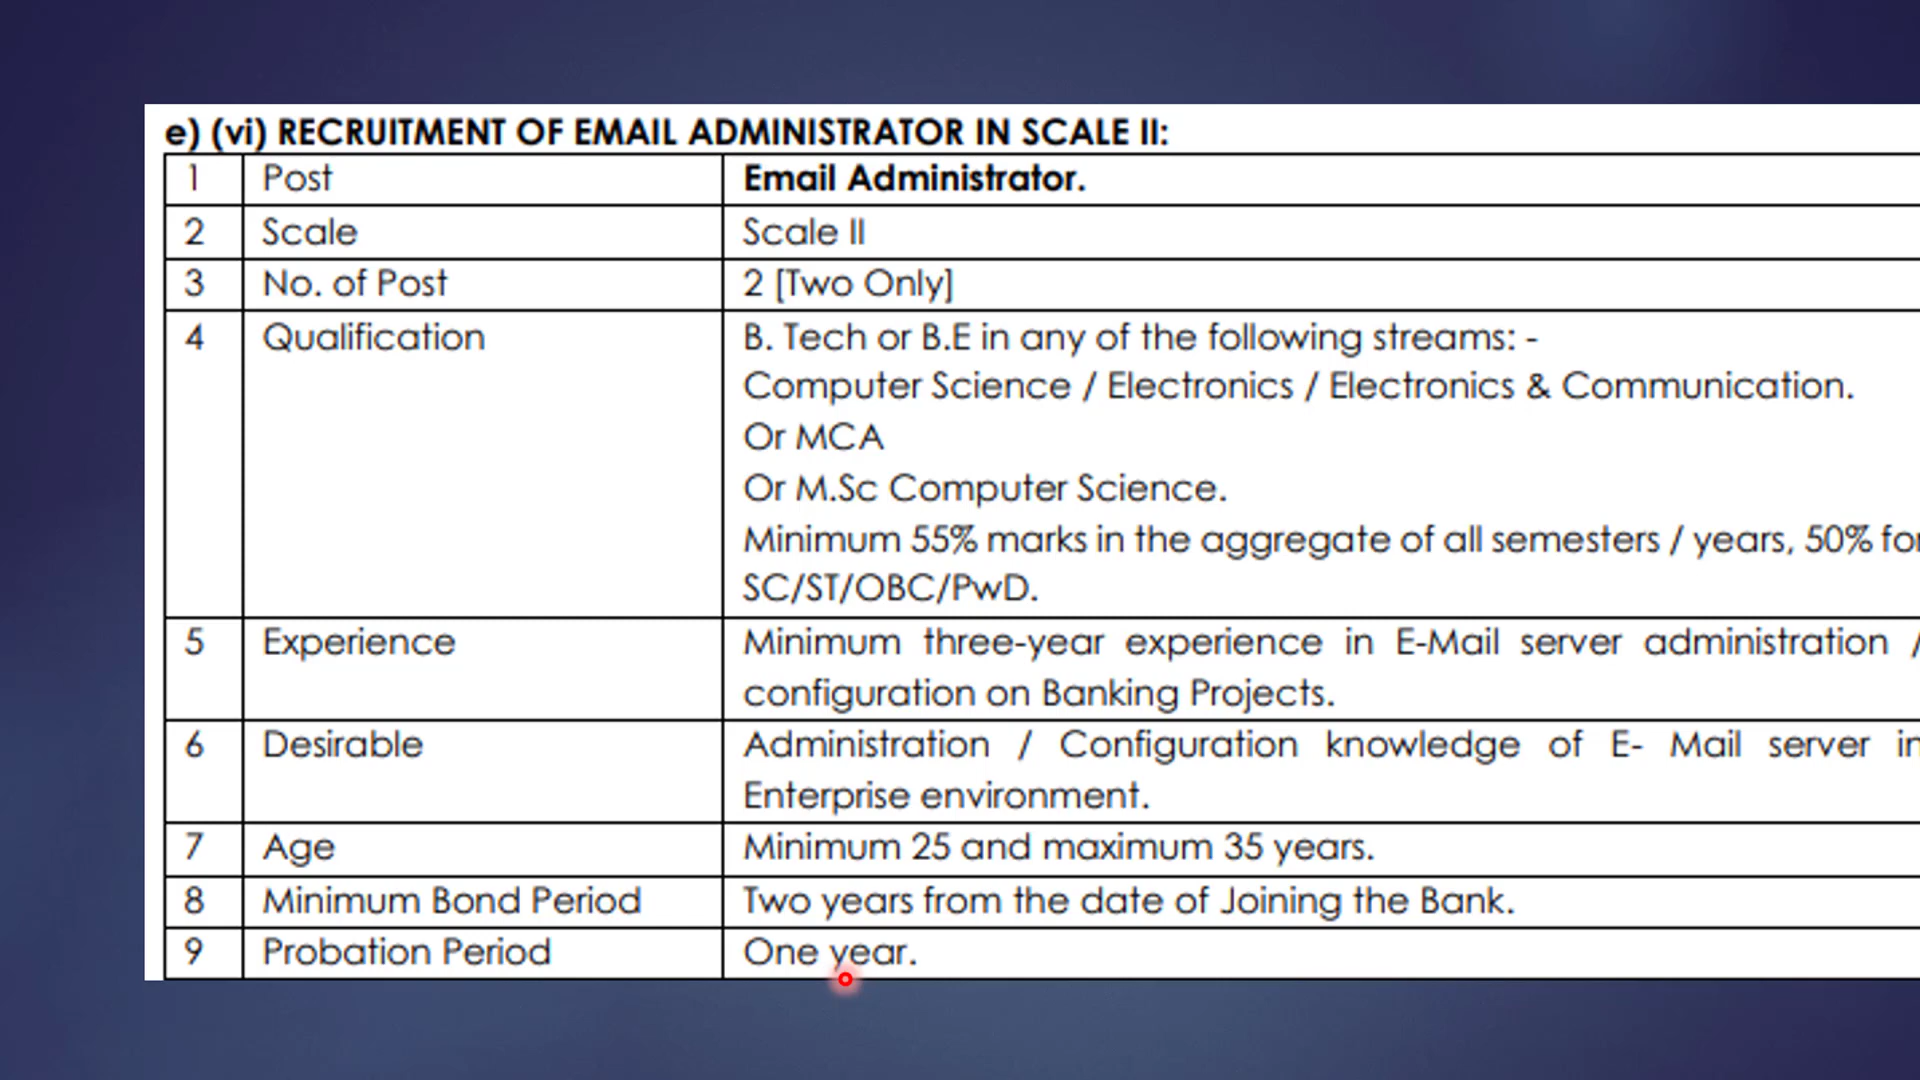 e) (vi) RECRUITMENT OF EMAIL ADMINISTRATOR IN SCALE II:
1 Post Email Administrator.
2 Scale Scale II
3 No. of Post 2 [Two Only]
4 Qualification B. Tech or B.E in any of the following streams: -
Computer Science / Electronics / Electronics & Communication.
Or MCA
Or M.Sc Computer Science.
Minimum 55% marks in the aggregate of all semesters / years, 50% for
SC/ST/OBC/PwD.
5 Experience Minimum three-year experience in E-Mail server administration /
configuration on Banking Projects.
6 Desirable Administration / Configuration knowledge of E- Mail server in
Enterprise environment.
7 Age Minimum 25 and maximum 35 years.
8 Minimum Bond Period Two years from the date of Joining the Bank.
9 Probation Period One year.